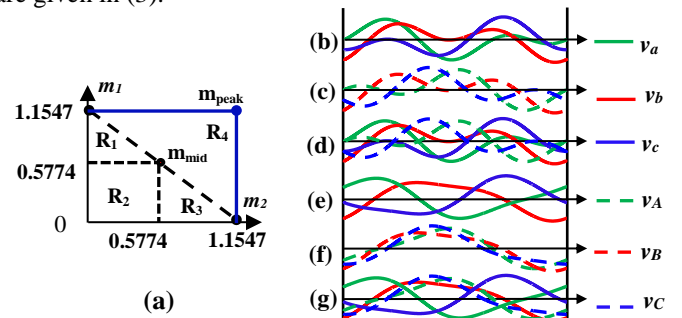 are given in (3).
m1
1.1547
mpeak
R4
R1
mmid
0.5774
R2
R3
m2
0
0.5774
1.1547
(a)
(b)
(c)
(d)
(e)
(f)
(g)
va
vb
vc
vA
vB
vC